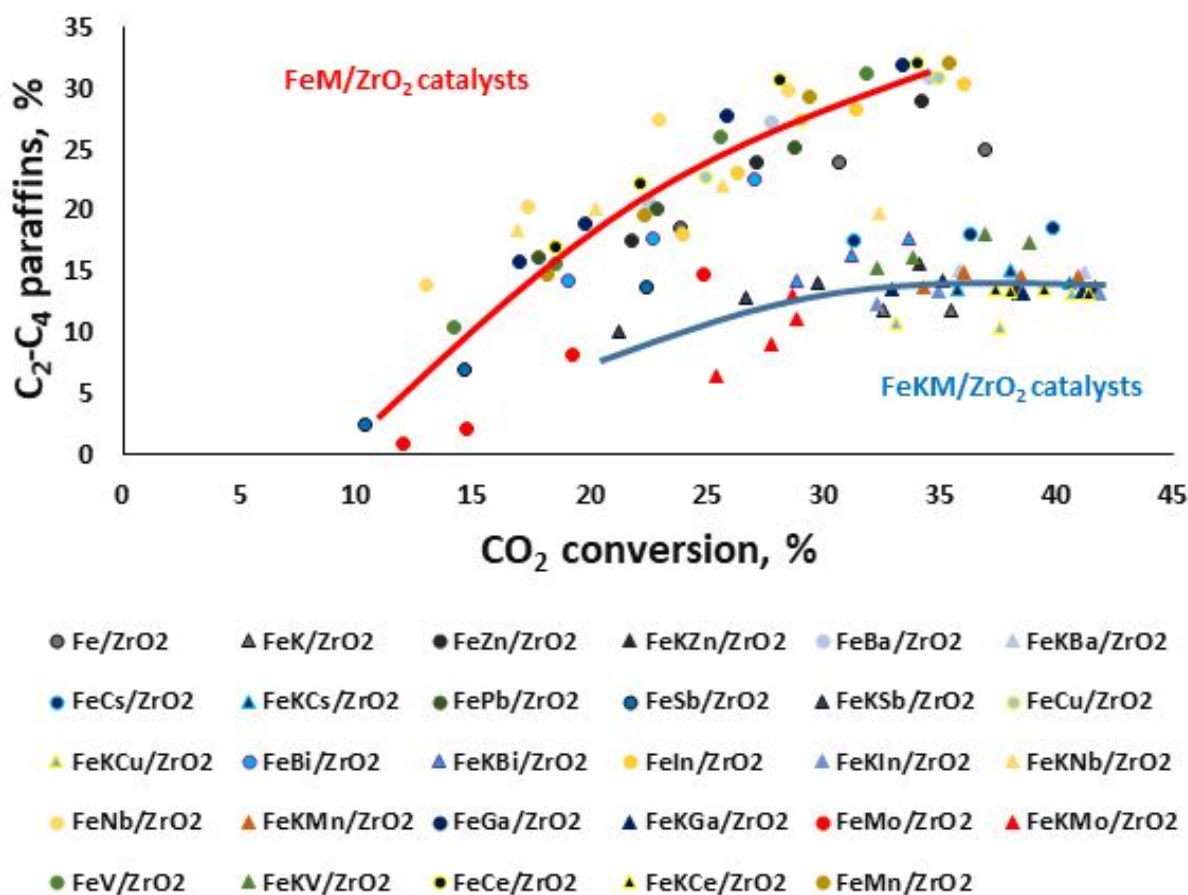 35
30
25
20
15
10
5
0
C₂-C₄ paraffins, %
FeM/ZrO₂ catalysts
FeKM/ZrO₂ catalysts
0 5 10 15 20 25 30 35 40 45
CO₂ conversion, %
Fe/ZrO2 FeK/ZrO2 FeZn/ZrO2 FeKZn/ZrO2 FeBa/ZrO2 FeKBa/ZrO2
FeCs/ZrO2 FeKCs/ZrO2 FePb/ZrO2 FeSb/ZrO2 FeKSb/ZrO2 FeCu/ZrO2
FeKCu/ZrO2 FeBi/ZrO2 FeKBi/ZrO2 FeIn/ZrO2 FeKIn/ZrO2 FeKNb/ZrO2
FeNb/ZrO2 FeKMn/ZrO2 FeGa/ZrO2 FeKGa/ZrO2 FeMo/ZrO2 FeKMo/ZrO2
FeV/ZrO2 FeKV/ZrO2 FeCe/ZrO2 FeKCe/ZrO2 FeMn/ZrO2